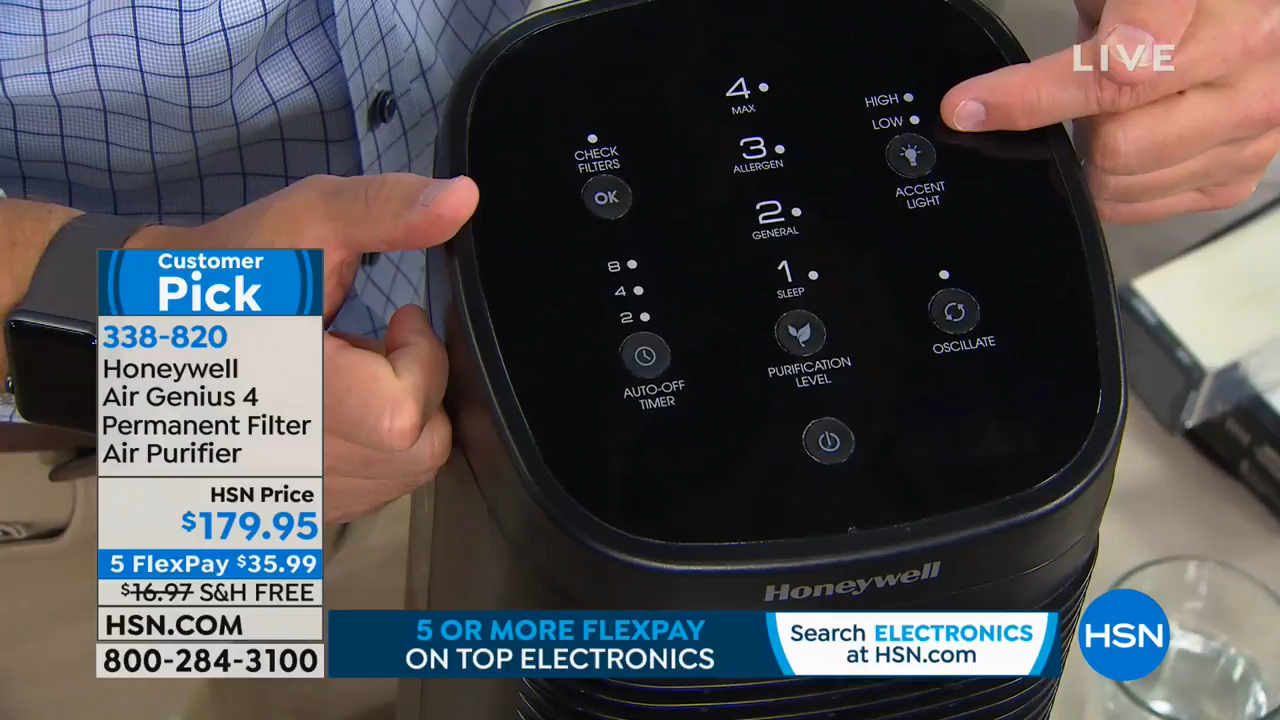 LIVE
4
MAX
HIGH
LOW
CHECK
FILTERS
OK
3
ALLERGEN
ACCENT
LIGHT
2
GENERAL
8
4
2
1
SLEEP
AUTO-OFF
TIMER
PURIFICATION
LEVEL
OSCILLATE
Honeywell
Customer
Pick
338-820
Honeywell
Air Genius 4
Permanent Filter
Air Purifier
HSN Price
$179.95
5 FlexPay $35.99
$16.97 S&H FREE
HSN.COM
800-284-3100
5 OR MORE FLEXPAY
ON TOP ELECTRONICS
Search ELECTRONICS
at HSN.com
HSN